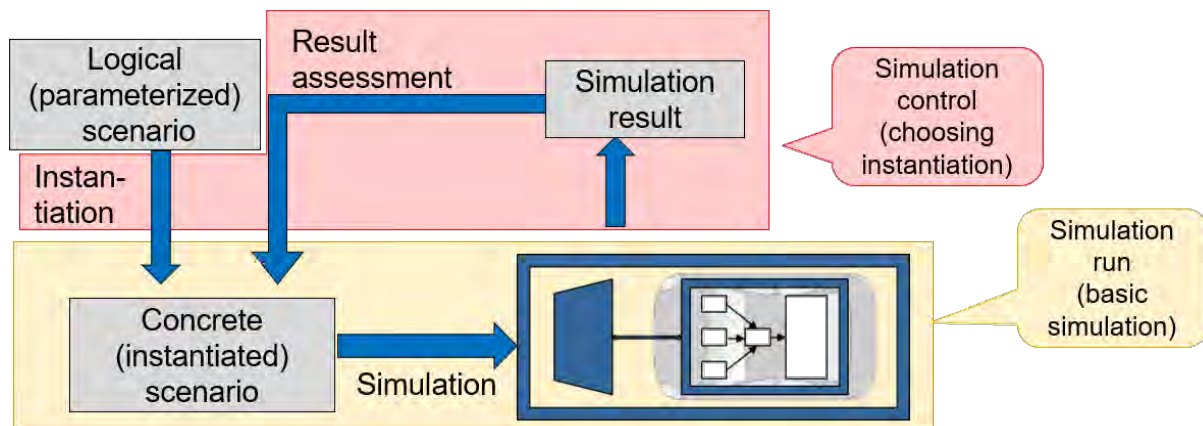 Logical
(parameterized)
scenario
Result
assessment
Simulation
result
Simulation
control
(choosing
instantiation)
Instan-
tiation
Concrete
(instantiated)
scenario
Simulation
Simulation
run
(basic
simulation)